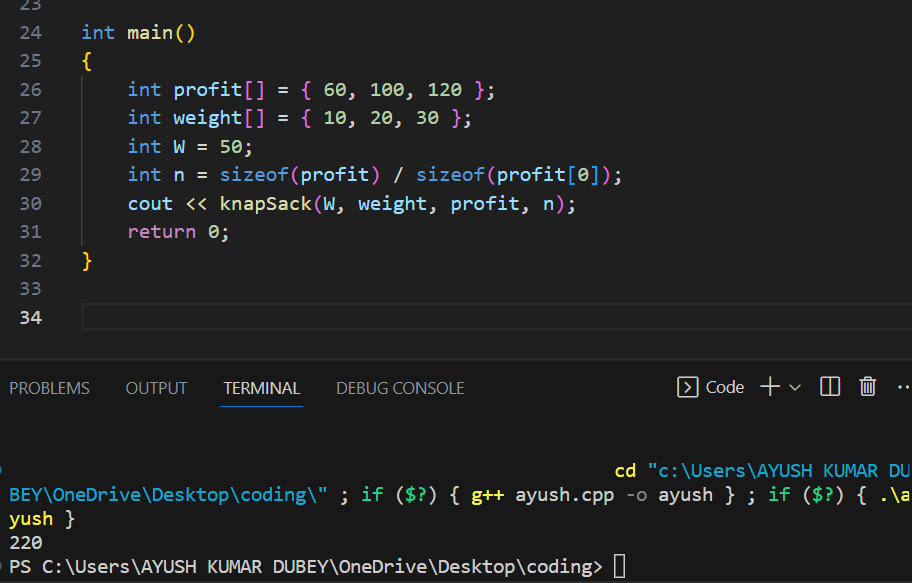 23
24 int main()
25 {
26 int profit[] = { 60, 100, 120 };
27 int weight[] = { 10, 20, 30 };
28 int W = 50;
29 int n = sizeof(profit) / sizeof(profit[0]);
30 cout << knapSack(W, weight, profit, n);
31 return 0;
32 }
33
34
PROBLEMS OUTPUT TERMINAL DEBUG CONSOLE Code
cd "c:\Users\AYUSH KUMAR DU
BEY\OneDrive\Desktop\coding\" ; if ($?) { g++ ayush.cpp -o ayush } ; if ($?) { .\a
yush }
220
PS C:\Users\AYUSH KUMAR DUBEY\OneDrive\Desktop\coding>